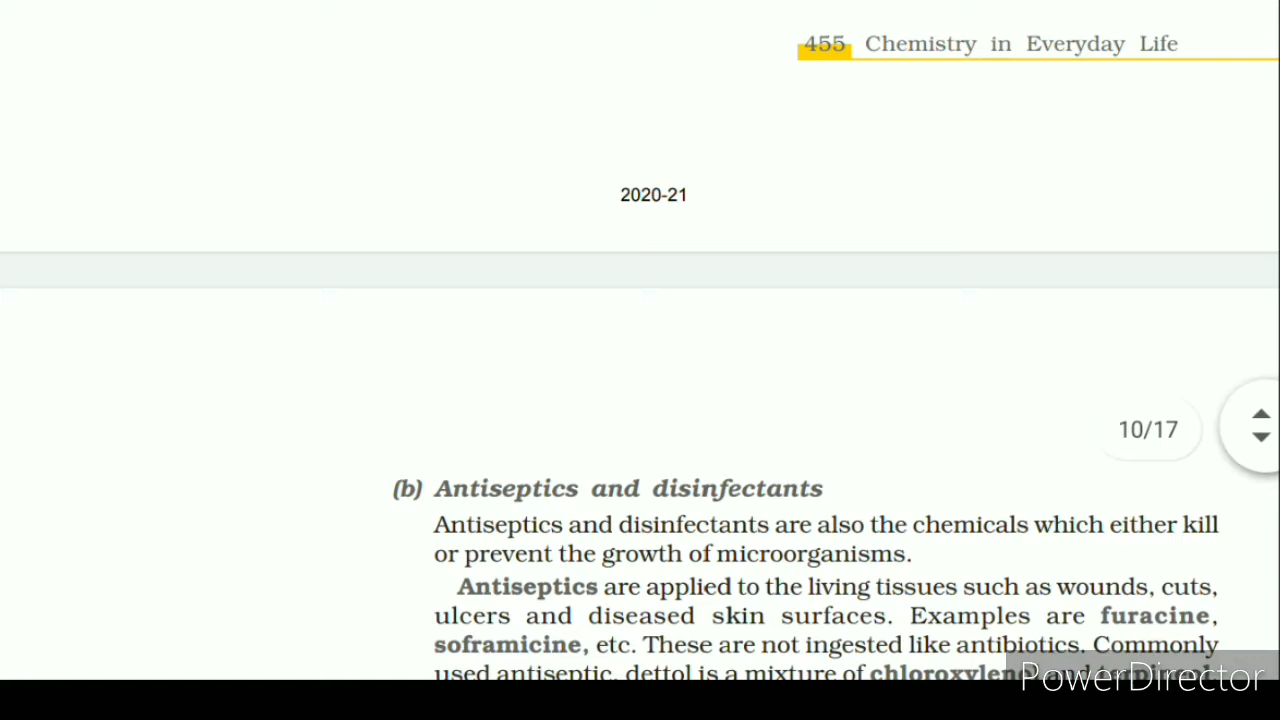 455 Chemistry in Everyday Life
2020-21
10/17
(b) Antiseptics and disinfectants
Antiseptics and disinfectants are also the chemicals which either kill
or prevent the growth of microorganisms.
Antiseptics are applied to the living tissues such as wounds, cuts,
ulcers and diseased skin surfaces. Examples are furacine,
soframicine, etc. These are not ingested like antibiotics. Commonly
used antiseptic, dettol is a mixture of chloroxylenol and terpineol.
PowerDirector